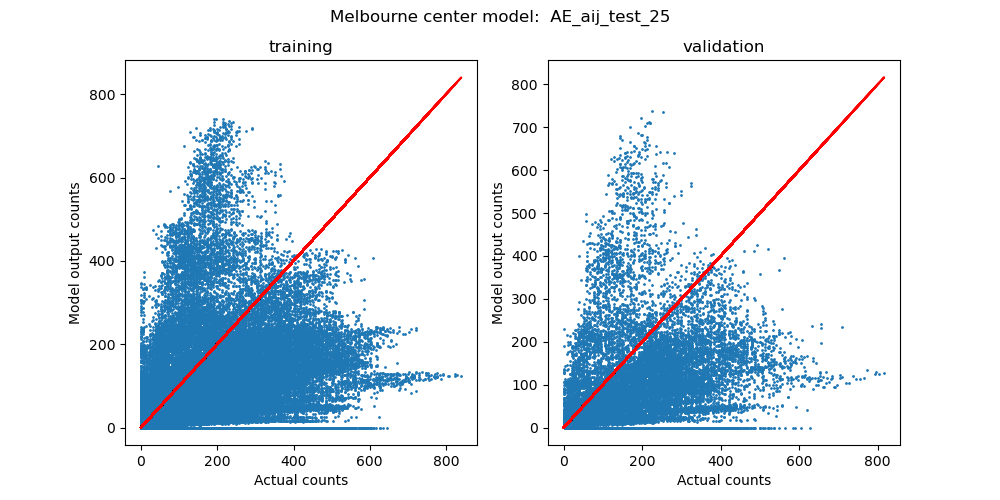 Melbourne center model:  AE_aij_test_25
training
validation
Model output counts
800
600
400
200
0
0 200 400 600 800
Actual counts
Model output counts
800
700
600
500
400
300
200
100
0
0 200 400 600 800
Actual counts